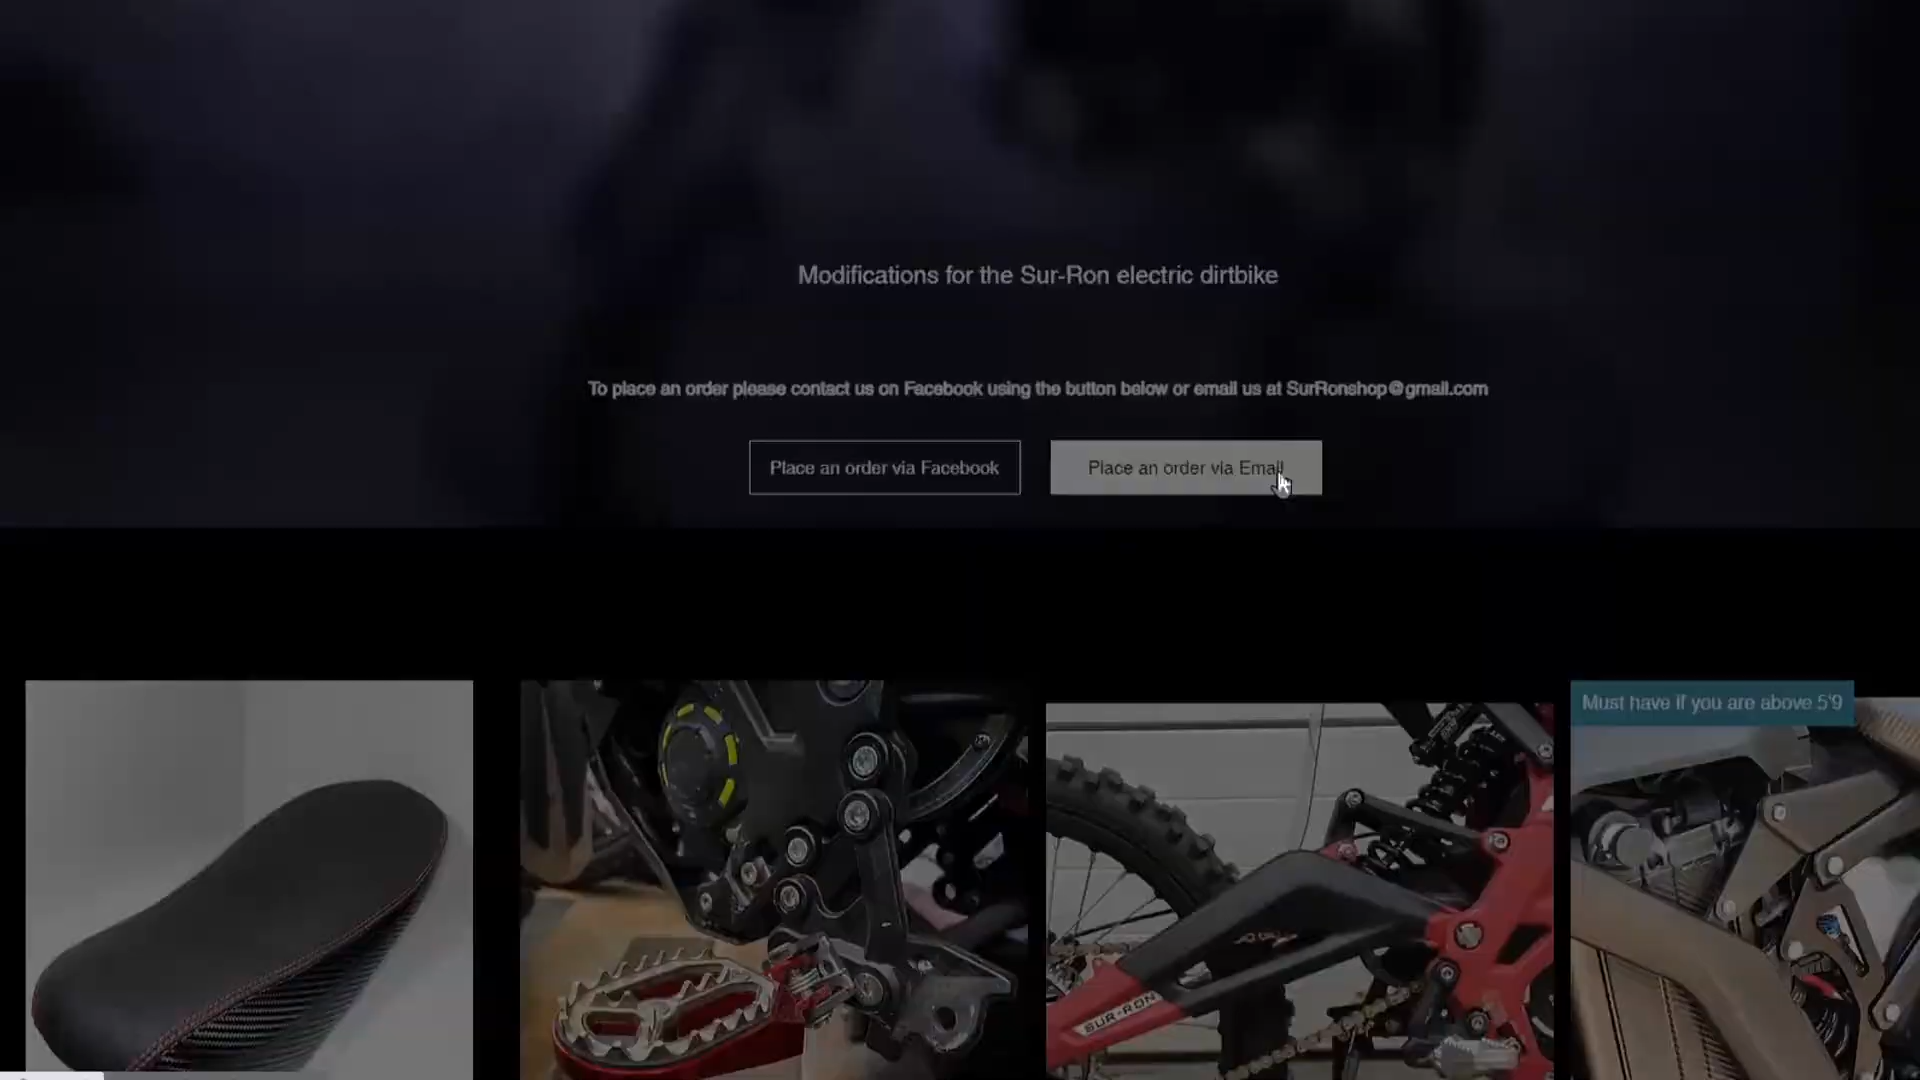 Modifications for the Sur-Ron electric dirtbike
To place an order please contact us on Facebook using the button below or email us at SurRonshop@gmail.com
Place an order via Facebook
Place an order via Email
Must have if you are above 5'9
SUR-RON